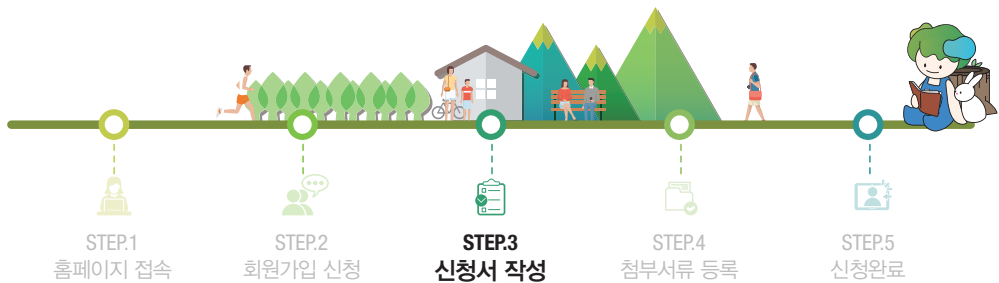 STEP.1
홈페이지 접속
STEP.2
회원가입 신청
STEP.3
신청서 작성
STEP.4
첨부서류 등록
STEP.5
신청완료